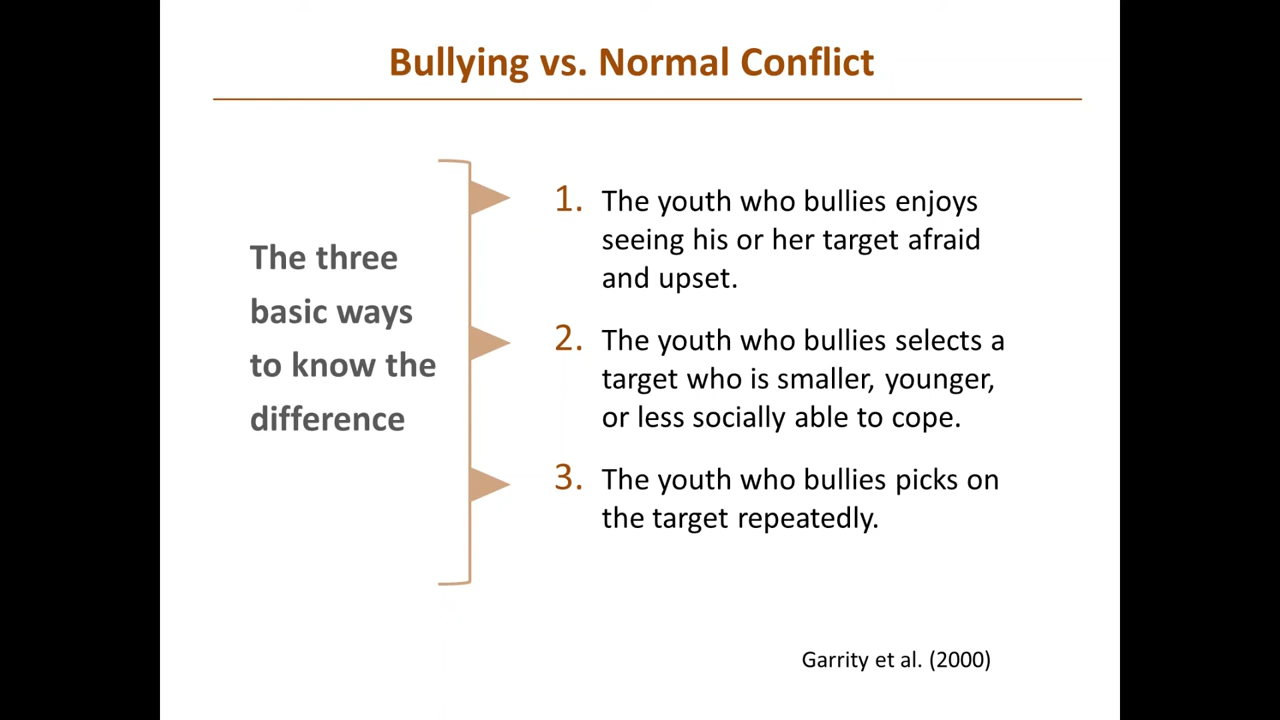 Bullying vs. Normal Conflict
The three
basic ways
to know the
difference
1. The youth who bullies enjoys
seeing his or her target afraid
and upset.
2. The youth who bullies selects a
target who is smaller, younger,
or less socially able to cope.
3. The youth who bullies picks on
the target repeatedly.
Garrity et al. (2000)